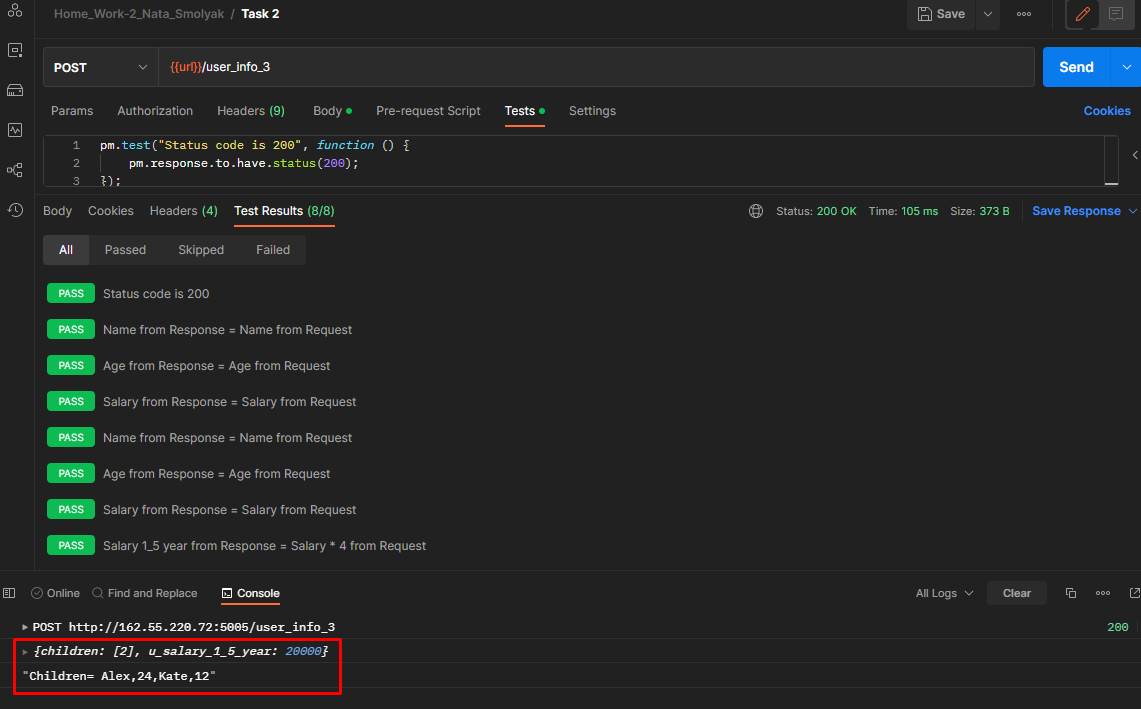 Home_Work-2_Nata_Smolyak / Task 2 Save
POST {{url}}/user_info_3 Send
Params Authorization Headers (9) Body Pre-request Script Tests Settings Cookies
1 pm.test("Status code is 200", function () {
2 pm.response.to.have.status(200);
3 });
Body Cookies Headers (4) Test Results (8/8) Status: 200 OK Time: 105 ms Size: 373 B Save Response
All Passed Skipped Failed
PASS Status code is 200
PASS Name from Response = Name from Request
PASS Age from Response = Age from Request
PASS Salary from Response = Salary from Request
PASS Name from Response = Name from Request
PASS Age from Response = Age from Request
PASS Salary from Response = Salary from Request
PASS Salary 1_5 year from Response = Salary * 4 from Request
Online Find and Replace Console All Logs Clear
POST http://162.55.220.72:5005/user_info_3 200
{children: [2], u_salary_1_5_year: 20000}
"Children= Alex,24,Kate,12"